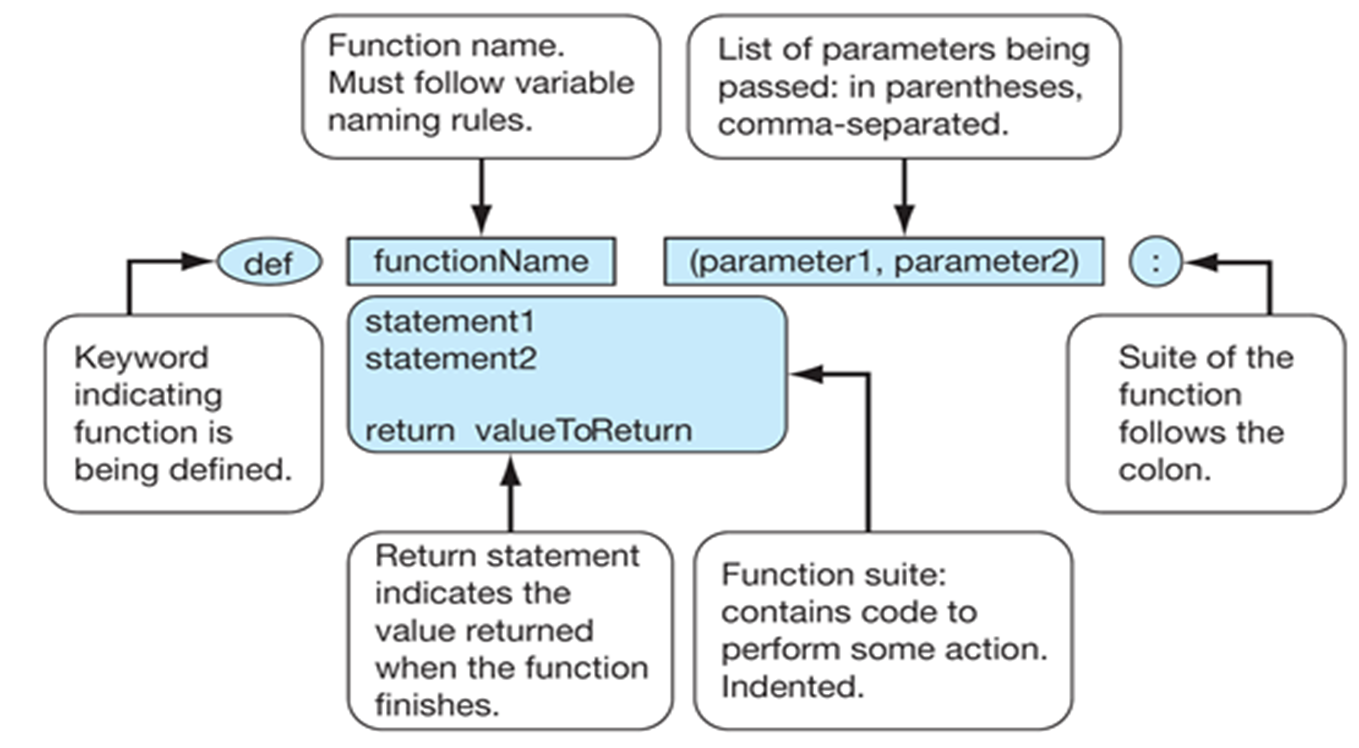 Function name.
Must follow variable
naming rules.
List of parameters being
passed: in parentheses,
comma-separated.
def functionName (parameter1, parameter2) :
statement1
statement2
return valueToReturn
Keyword
indicating
function is
being defined.
Suite of the
function
follows the
colon.
Return statement
indicates the
value returned
when the function
finishes.
Function suite:
contains code to
perform some action.
Indented.